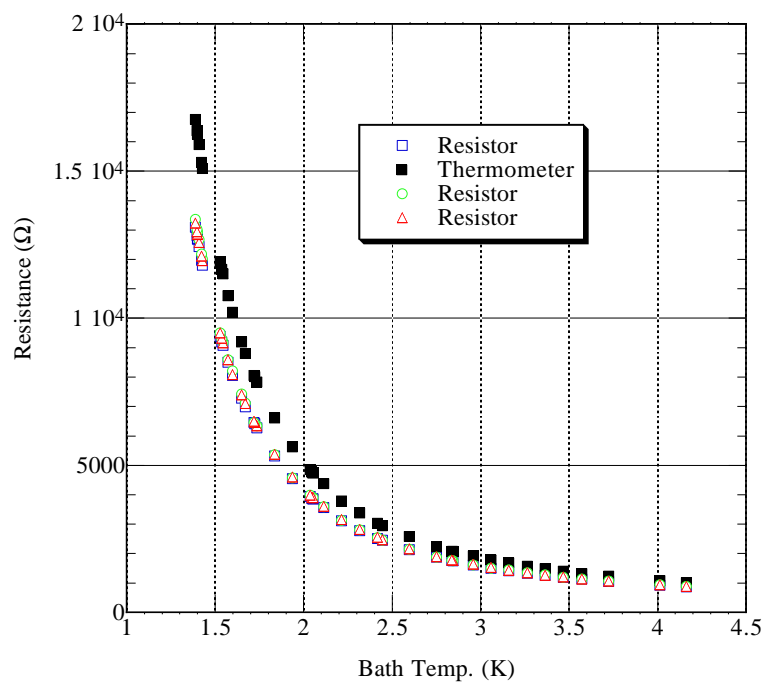 2 10⁴
1.5 10⁴
1 10⁴
5000
0
Resistance (Ω)
Resistor
Thermometer
Resistor
Resistor
1 1.5 2 2.5 3 3.5 4 4.5
Bath Temp. (K)